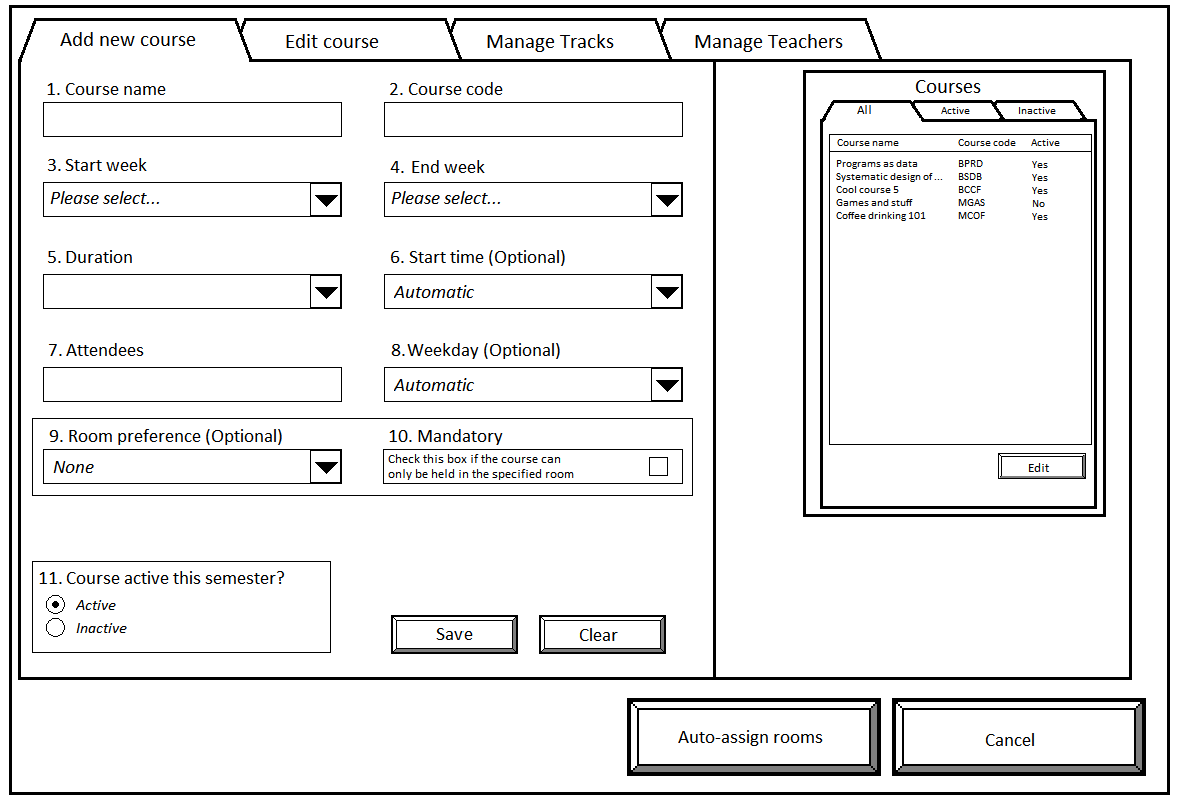 Add new course
Edit course
Manage Tracks
Manage Teachers
1. Course name
2. Course code
3. Start week
Please select...
4. End week
Please select...
5. Duration
6. Start time (Optional)
Automatic
7. Attendees
8.Weekday (Optional)
Automatic
9. Room preference (Optional)
None
10. Mandatory
Check this box if the course can
only be held in the specified room
11. Course active this semester?
Active
Inactive
Save
Clear
Courses
All
Active
Inactive
Course name Course code Active
Programs as data BPRD Yes
Systematic design of ... BSDB Yes
Cool course 5 BCCF Yes
Games and stuff MGAS No
Coffee drinking 101 MCOF Yes
Edit
Auto-assign rooms
Cancel